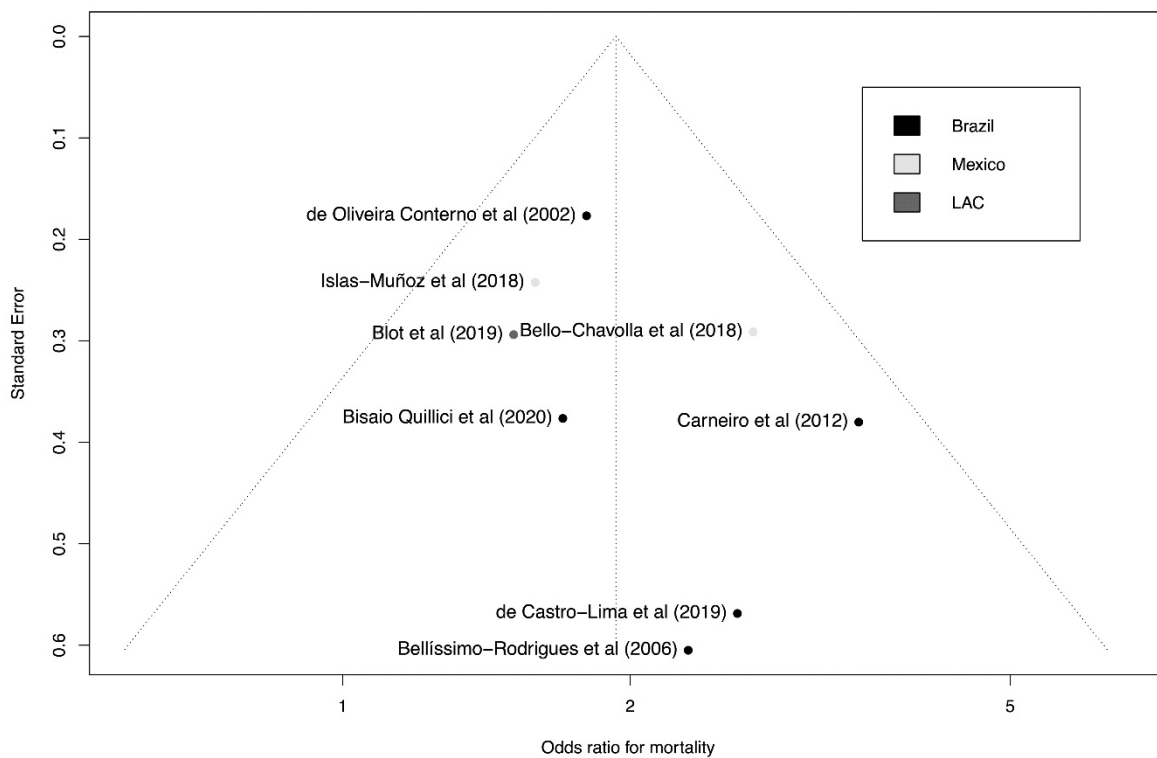 0.0
0.1
0.2
0.3
0.4
0.5
0.6
Standard Error
Brazil
Mexico
LAC
de Oliveira Conterno et al (2002)
Islas−Muñoz et al (2018)
Blot et al (2019)
Bello−Chavolla et al (2018)
Bisaio Quillici et al (2020)
Carneiro et al (2012)
de Castro−Lima et al (2019)
Bellíssimo−Rodrigues et al (2006)
1
2
5
Odds ratio for mortality